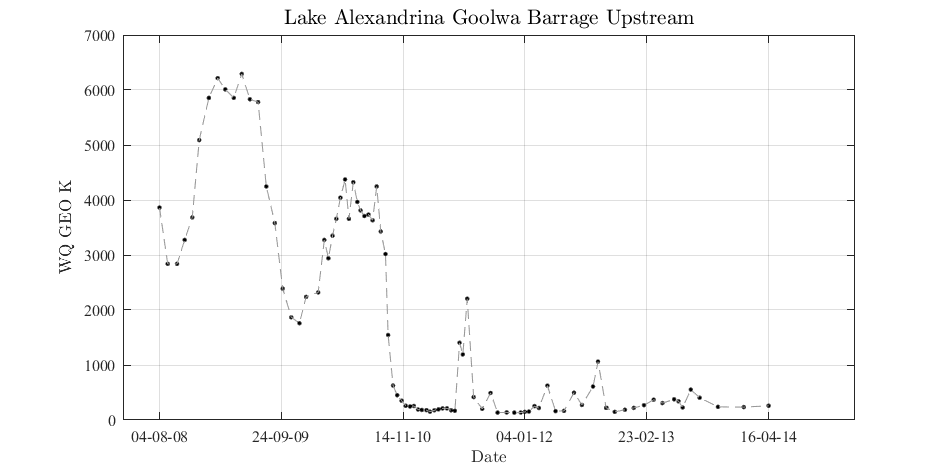 Lake Alexandrina Goolwa Barrage Upstream
7000
6000
5000
4000
3000
2000
1000
0
WQ GEO K
04-08-08 24-09-09 14-11-10 04-01-12 23-02-13 16-04-14
Date